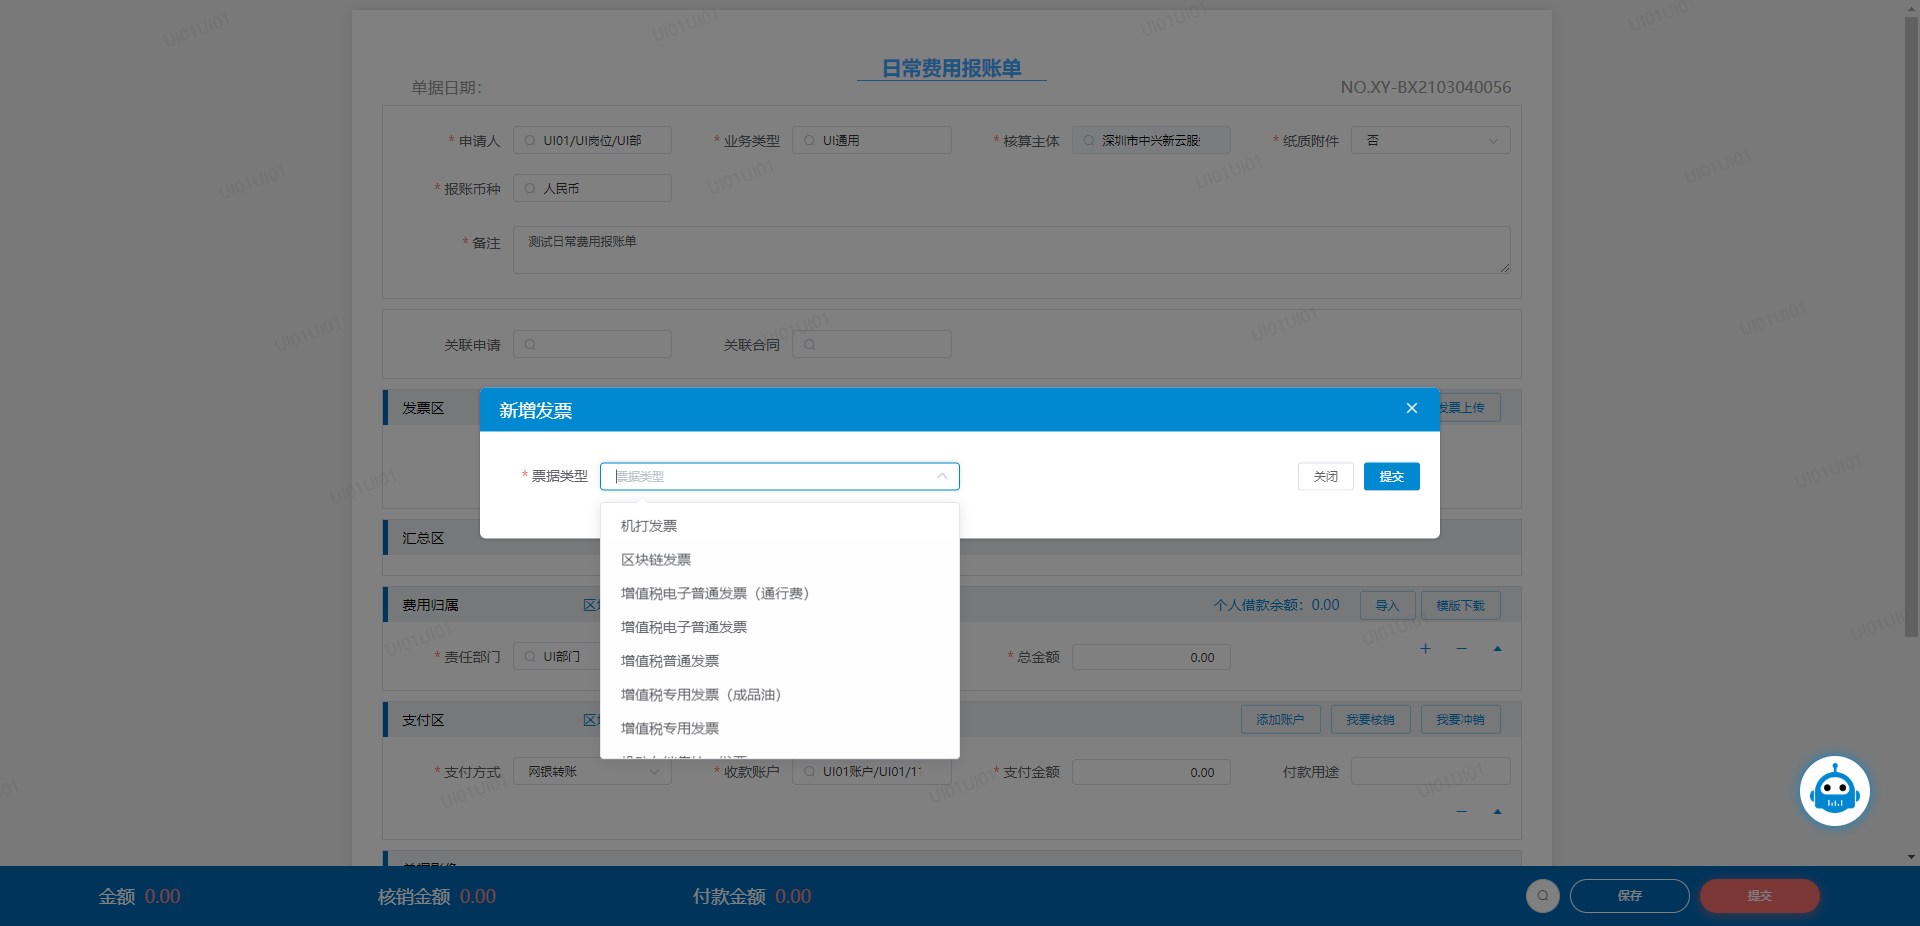 日常费用报账单
单据日期：
NO.XY-BX2103040056
* 申请人 UI01/UI岗位/UI部 * 业务类型 UI通用 * 核算主体 深圳市中兴新云服 * 纸质附件 否
* 报账币种 人民币
* 备注 测试日常费用报账单
关联申请 关联合同
发票区 发票上传
新增发票
* 票据类型 票据类型 关闭 提交
机打发票
区块链发票
增值税电子普通发票（通行费）
增值税电子普通发票
增值税普通发票
增值税专用发票（成品油）
增值税专用发票
汇总区
费用归属 区块 个人借款余额：0.00 导入 模版下载
* 责任部门 UI部门 * 总金额 0.00
支付区 区块 添加账户 我要核销 我要冲销
* 支付方式 网银转账 * 收款账户 UI01账户/UI01/11 * 支付金额 0.00 付款用途
金额 0.00 核销金额 0.00 付款金额 0.00 保存 提交
UI01UI01